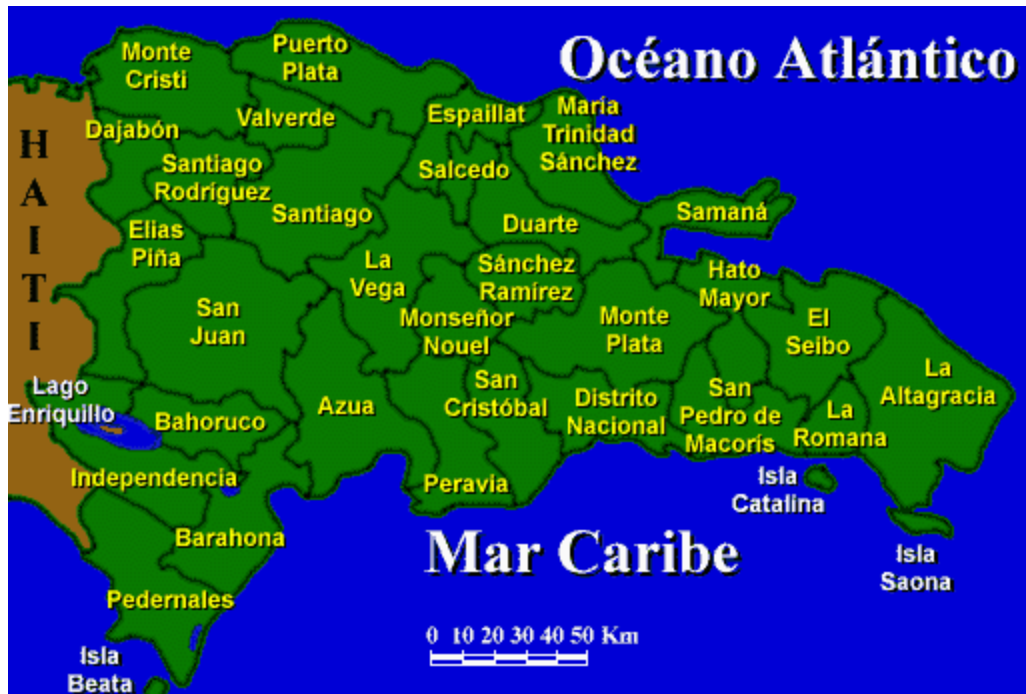 Océano Atlántico
Monte
Cristi
Puerto
Plata
Dajabón
Valverde
Espaillat
María
Trinidad
Sánchez
HAITI
Santiago
Rodríguez
Salcedo
Santiago
Duarte
Samaná
Elias
Piña
La
Vega
Sánchez
Ramírez
Hato
Mayor
San
Juan
Monseñor
Nouel
Monte
Plata
El
Seibo
La
Altagracia
Lago
Enriquillo
Bahoruco
Azua
San
Cristóbal
Distrito
Nacional
San
Pedro de
Macorís
La
Romana
Independencia
Peravia
Isla
Catalina
Barahona
Mar Caribe
Isla
Saona
Pedernales
0 10 20 30 40 50 Km
Isla
Beata